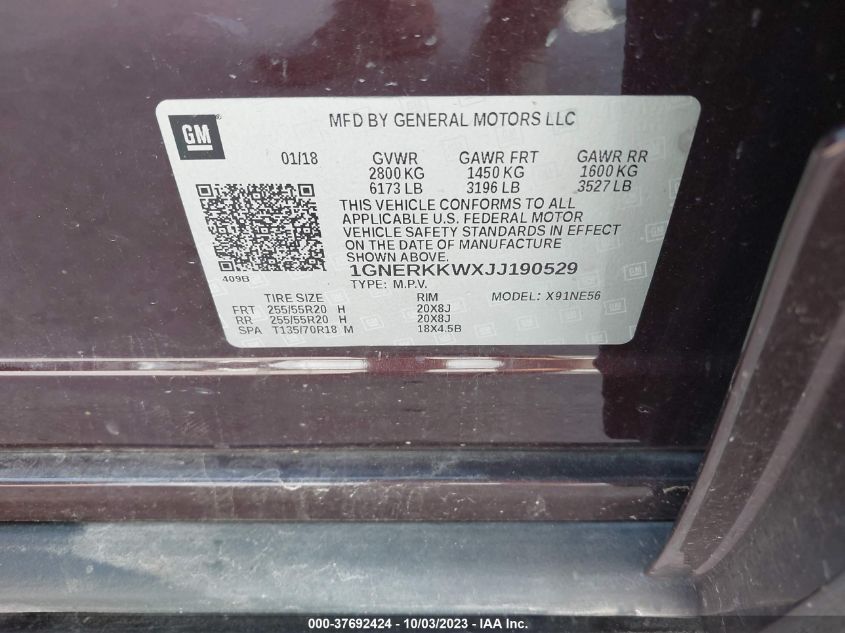 GM ®
MFD BY GENERAL MOTORS LLC
01/18 GVWR GAWR FRT GAWR RR
2800 KG 1450 KG 1600 KG
6173 LB 3196 LB 3527 LB
THIS VEHICLE CONFORMS TO ALL
APPLICABLE U.S. FEDERAL MOTOR
VEHICLE SAFETY STANDARDS IN EFFECT
ON THE DATE OF MANUFACTURE
SHOWN ABOVE.
409B
1GNERKKWXJJ190529
TYPE: M.P.V. MODEL: X91NE56
TIRE SIZE RIM
FRT 255/55R20 H 20X8J
RR 255/55R20 H 20X8J
SPA T135/70R18 M 18X4.5B
000-37692424 - 10/03/2023 - IAA Inc.